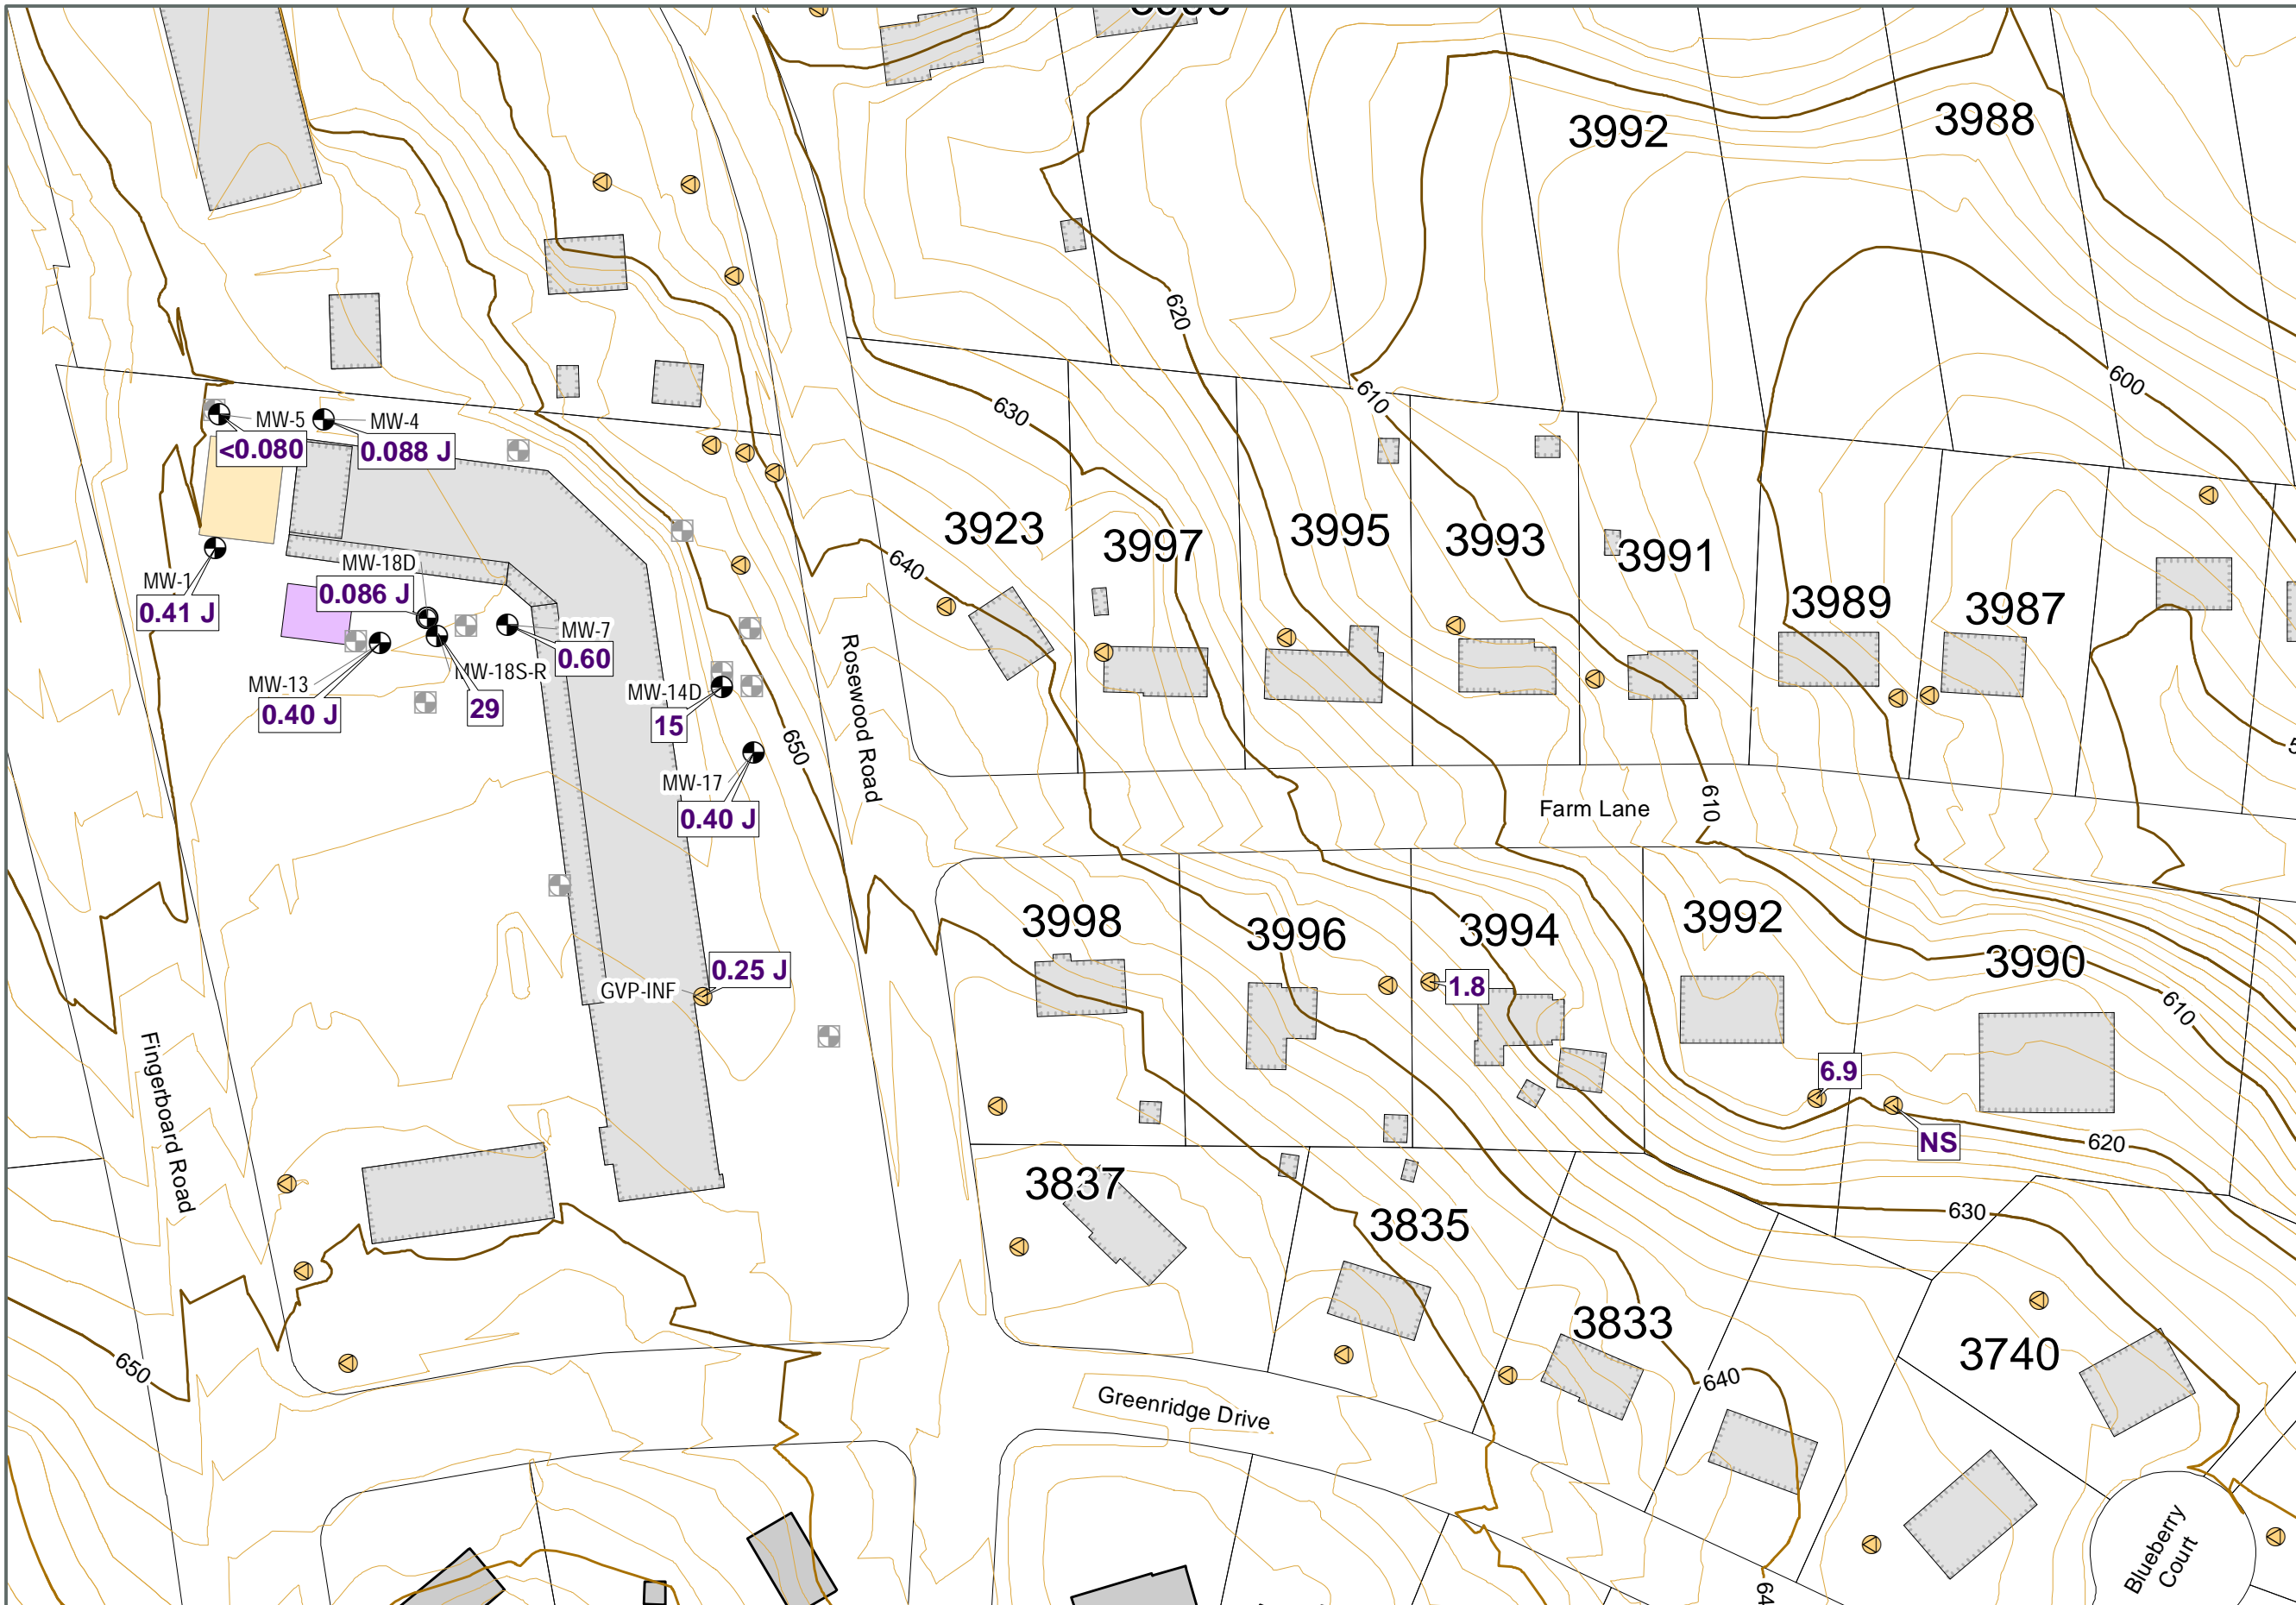 3992
3988
620
610
600
630
MW-5
MW-4
<0.080
0.088 J
3923
3997
3995
3993
3991
3989
3987
640
MW-18D
0.086 J
MW-1
0.41 J
MW-7
0.60
MW-18S-R
29
MW-13
0.40 J
MW-14D
15
650
MW-17
0.40 J
Rosewood Road
Farm Lane
610
3998
3996
3994
3992
3990
0.25 J
GVP-INF
1.8
610
6.9
NS
620
Fingerboard Road
3837
3835
630
3833
3740
650
640
Greenridge Drive
Blueberry
Court